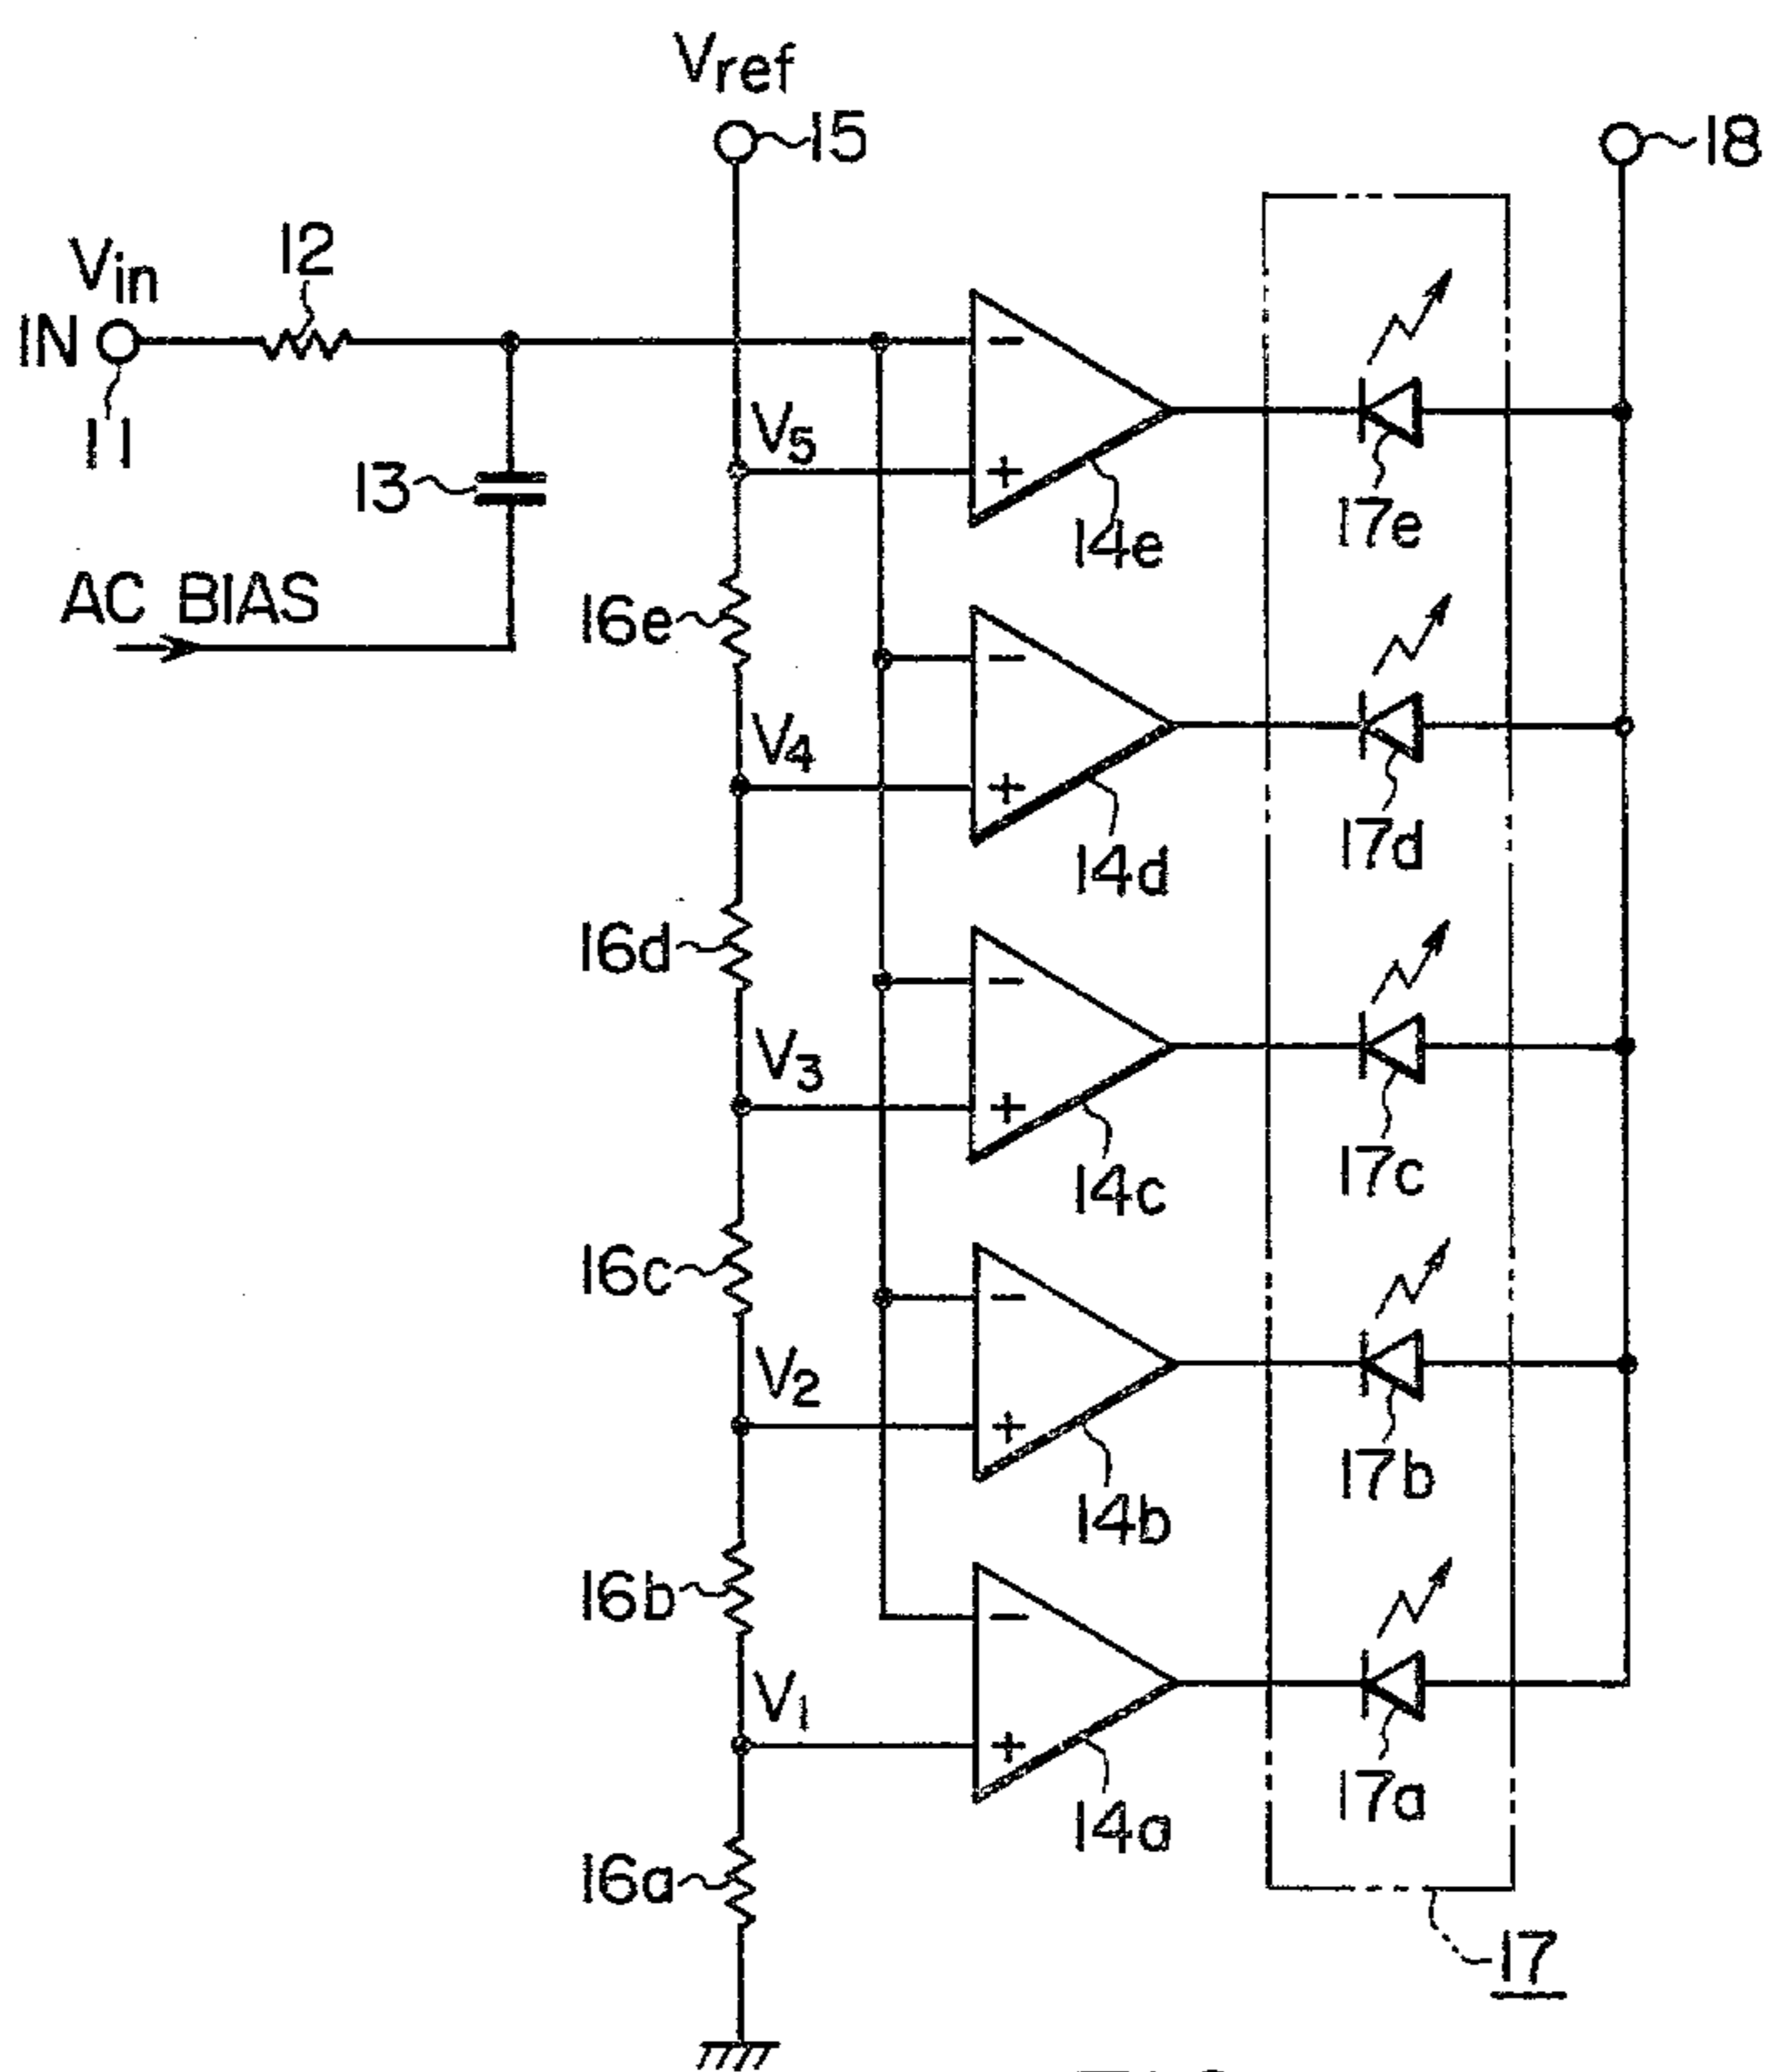 Vref
15
18
Vin
12
IN
11
13
AC BIAS
V5
−
+
14e
17e
16e
V4
−
+
14d
17d
16d
V3
−
+
14c
17c
16c
V2
−
+
14b
17b
16b
V1
−
+
14a
17a
16a
17